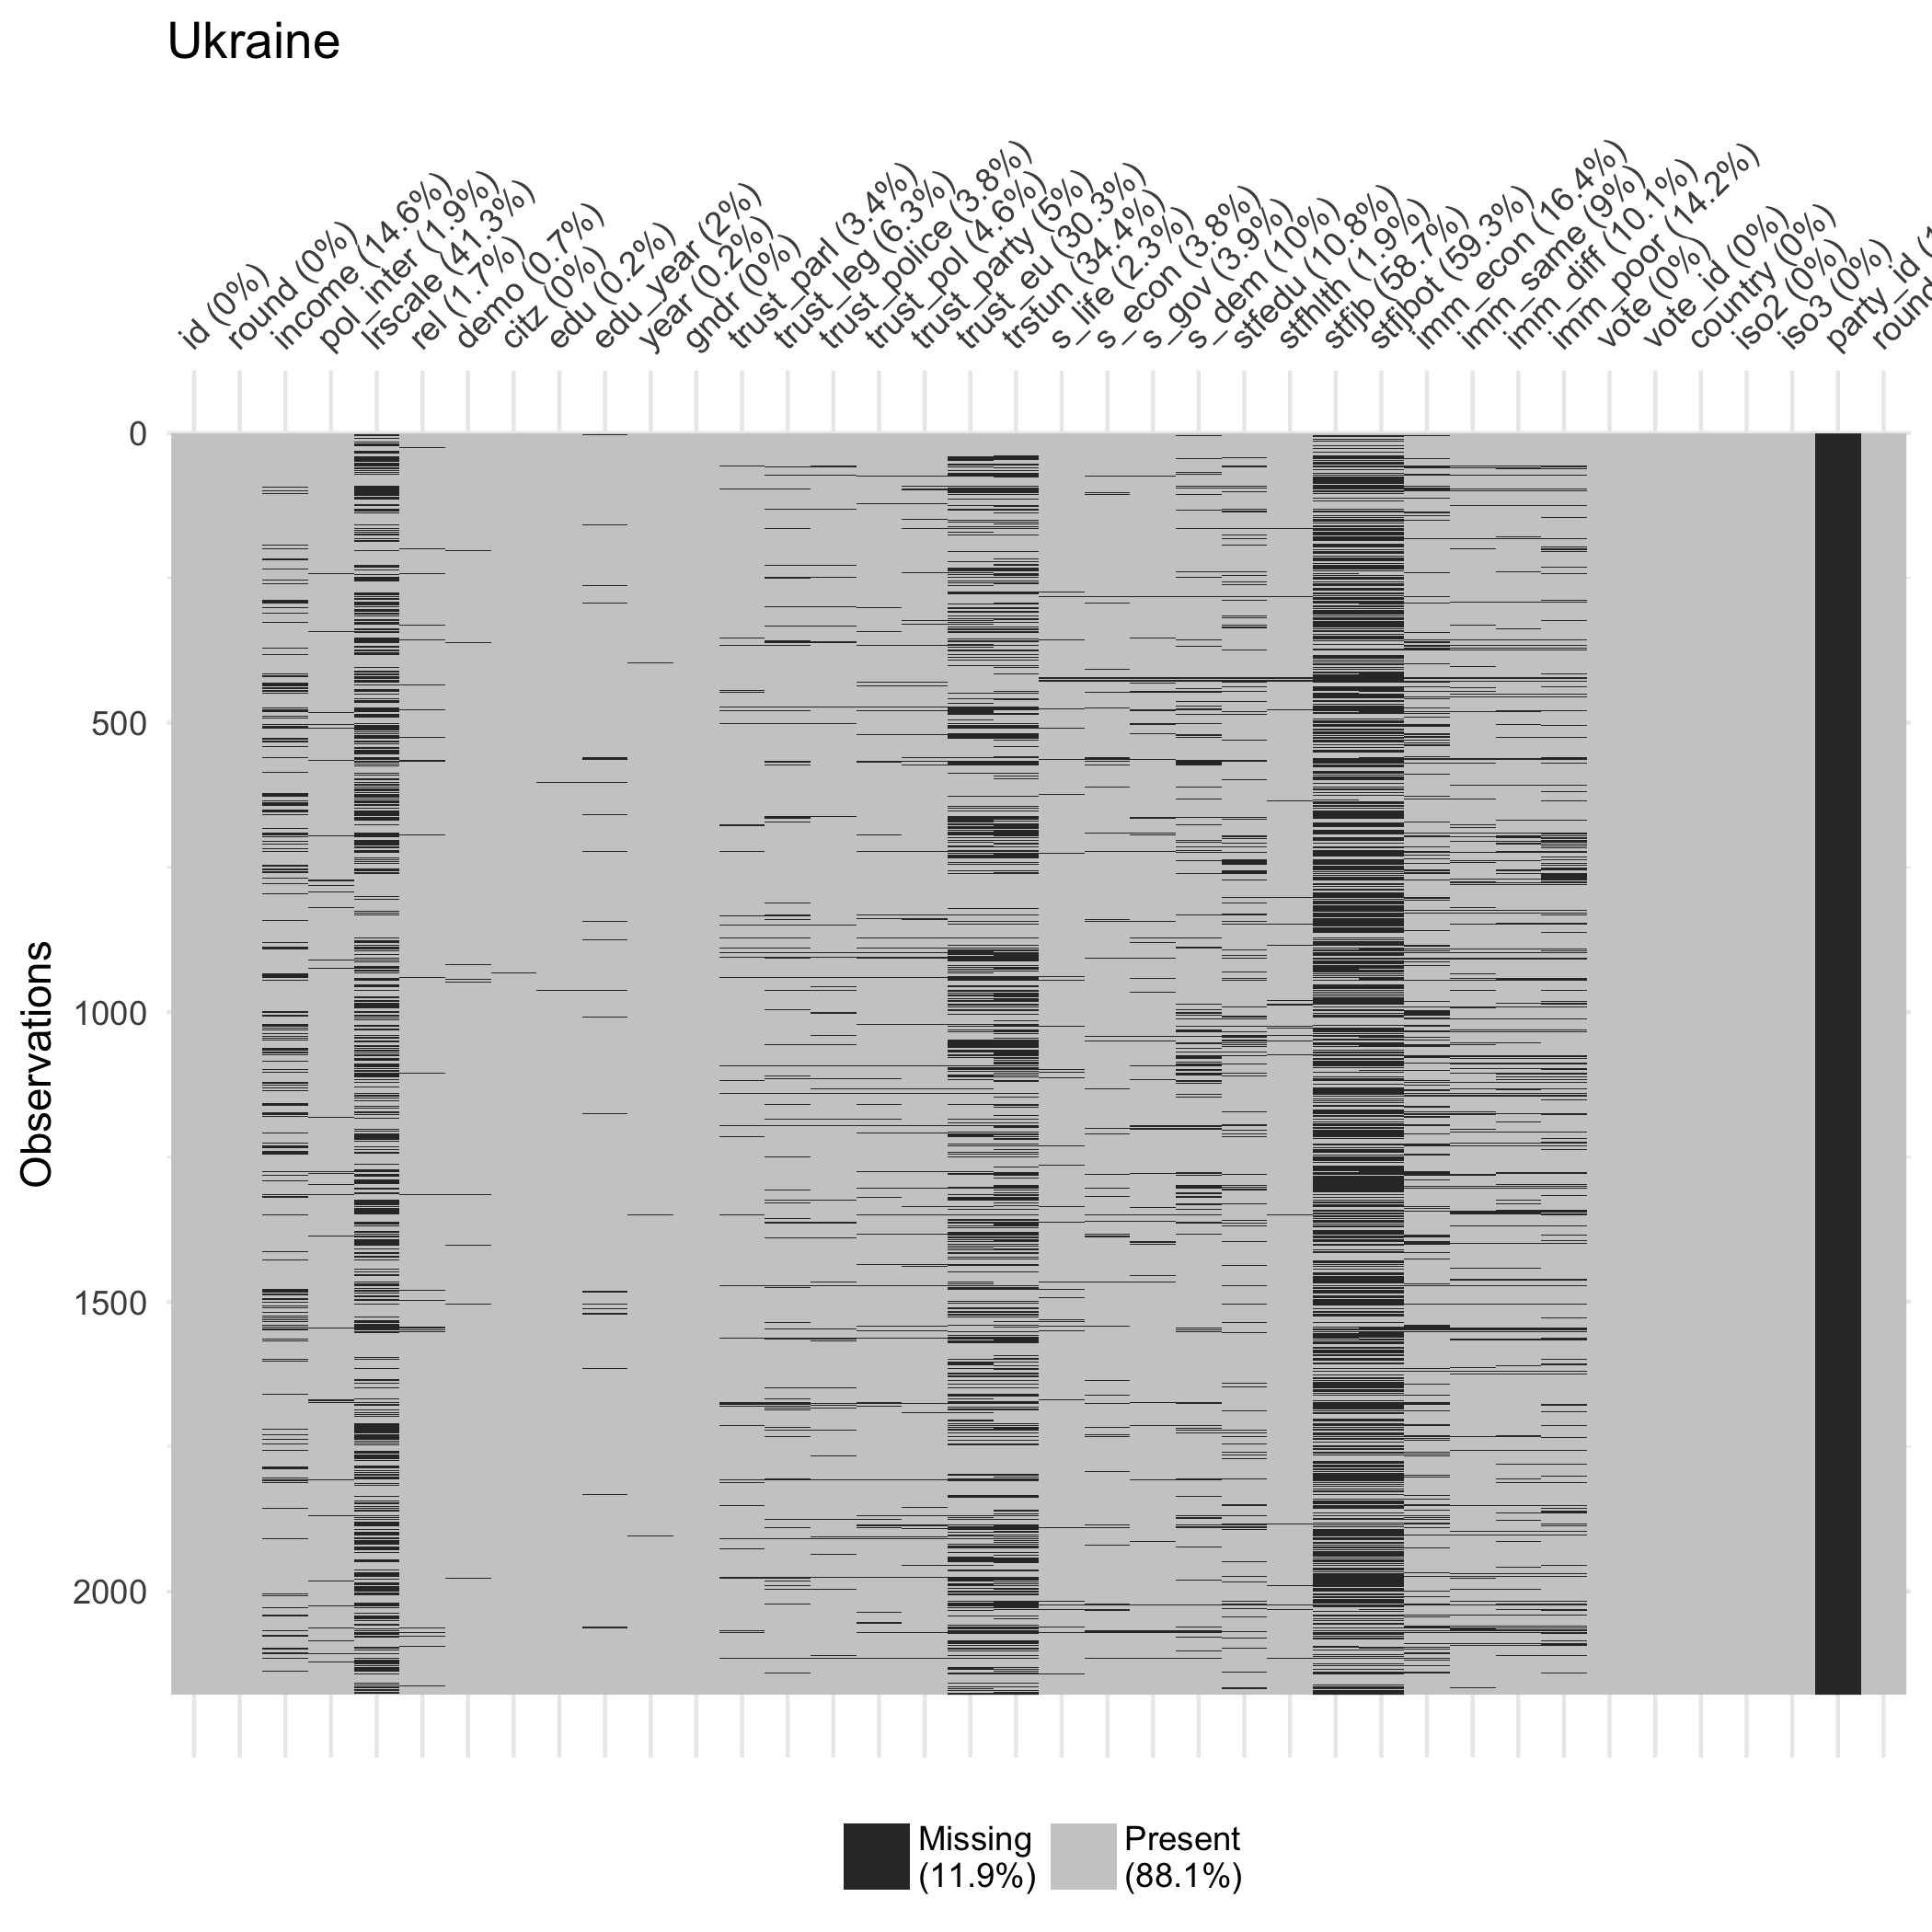 Ukraine
id (0%)
round (0%)
income (14.6%)
pol_inter (1.9%)
lrscale (41.3%)
rel (1.7%)
demo (0.7%)
citz (0%)
edu (0.2%)
edu_year (2%)
year (0.2%)
gndr (0%)
trust_parl (3.4%)
trust_leg (6.3%)
trust_police (3.8%)
trust_pol (4.6%)
trust_party (5%)
trust_eu (30.3%)
trstun (34.4%)
s_life (2.3%)
s_econ (3.8%)
s_gov (3.9%)
s_dem (10%)
stfedu (10.8%)
stfhlth (1.9%)
stfjb (58.7%)
stfjbot (59.3%)
imm_econ (16.4%)
imm_same (9%)
imm_diff (10.1%)
imm_poor (14.2%)
vote (0%)
vote_id (0%)
country (0%)
iso2 (0%)
iso3 (0%)
party_id (1
round
0
500
1000
1500
2000
Observations
Missing
(11.9%)
Present
(88.1%)